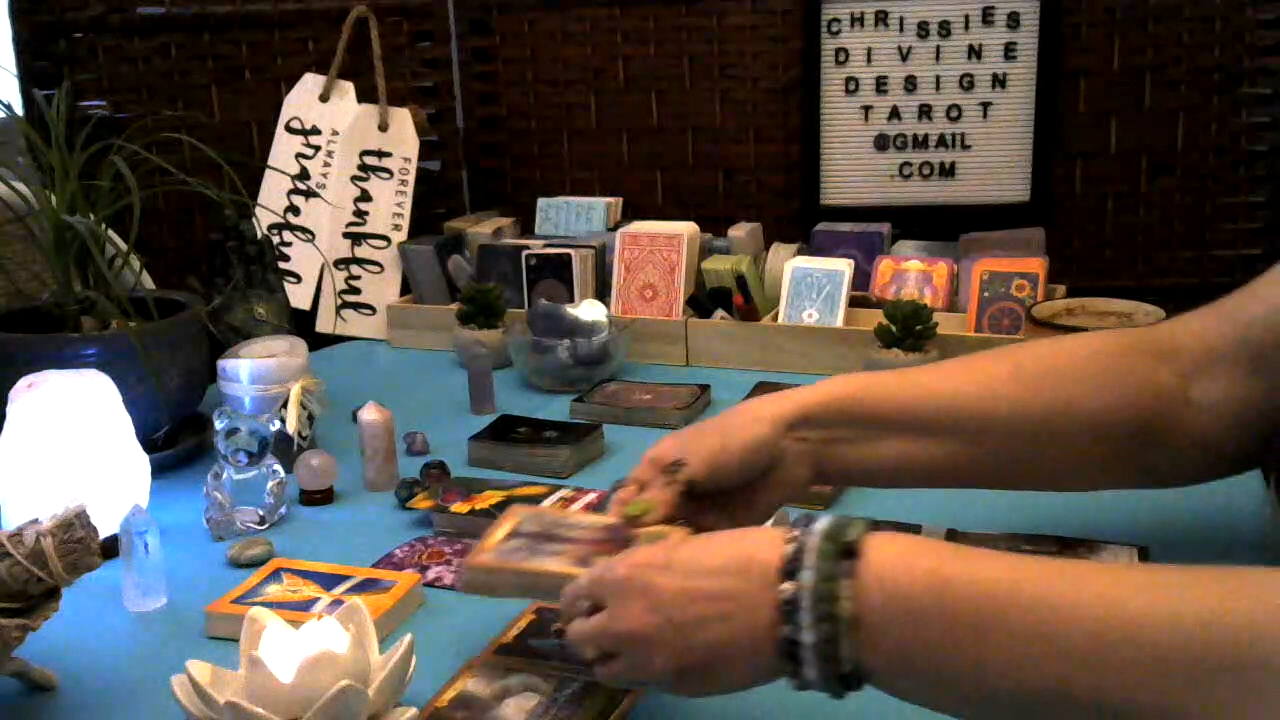 CHRISSIES
DIVINE
DESIGN
TAROT
@GMAIL
.COM
ALWAYS
grateful
FOREVER
thankful